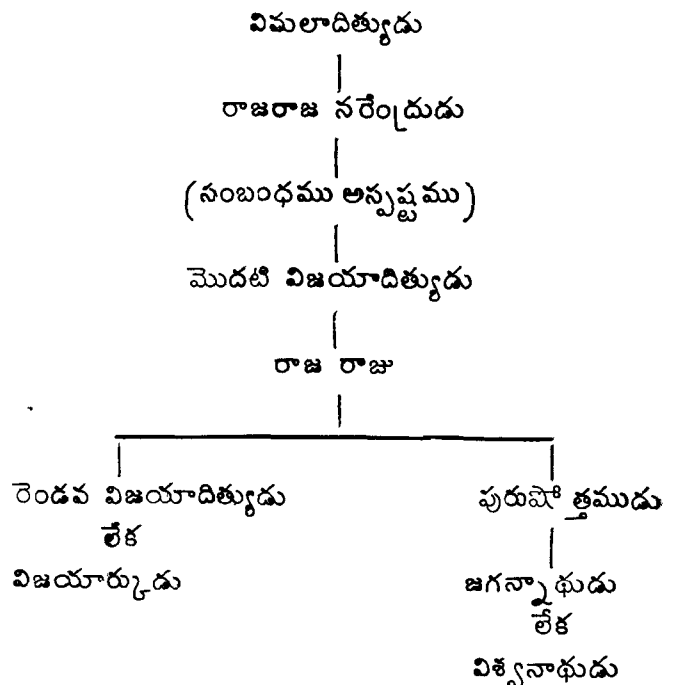 విమలాదిత్యుడు
రాజరాజ నరేంద్రుడు
(సంబంధము అస్పష్టము)
మొదటి విజయాదిత్యుడు
రాజ రాజు
రెండవ విజయాదిత్యుడు
లేక
విజయార్కుడు
పురుషోత్తముడు
జగన్నాథుడు
లేక
విశ్వనాథుడు